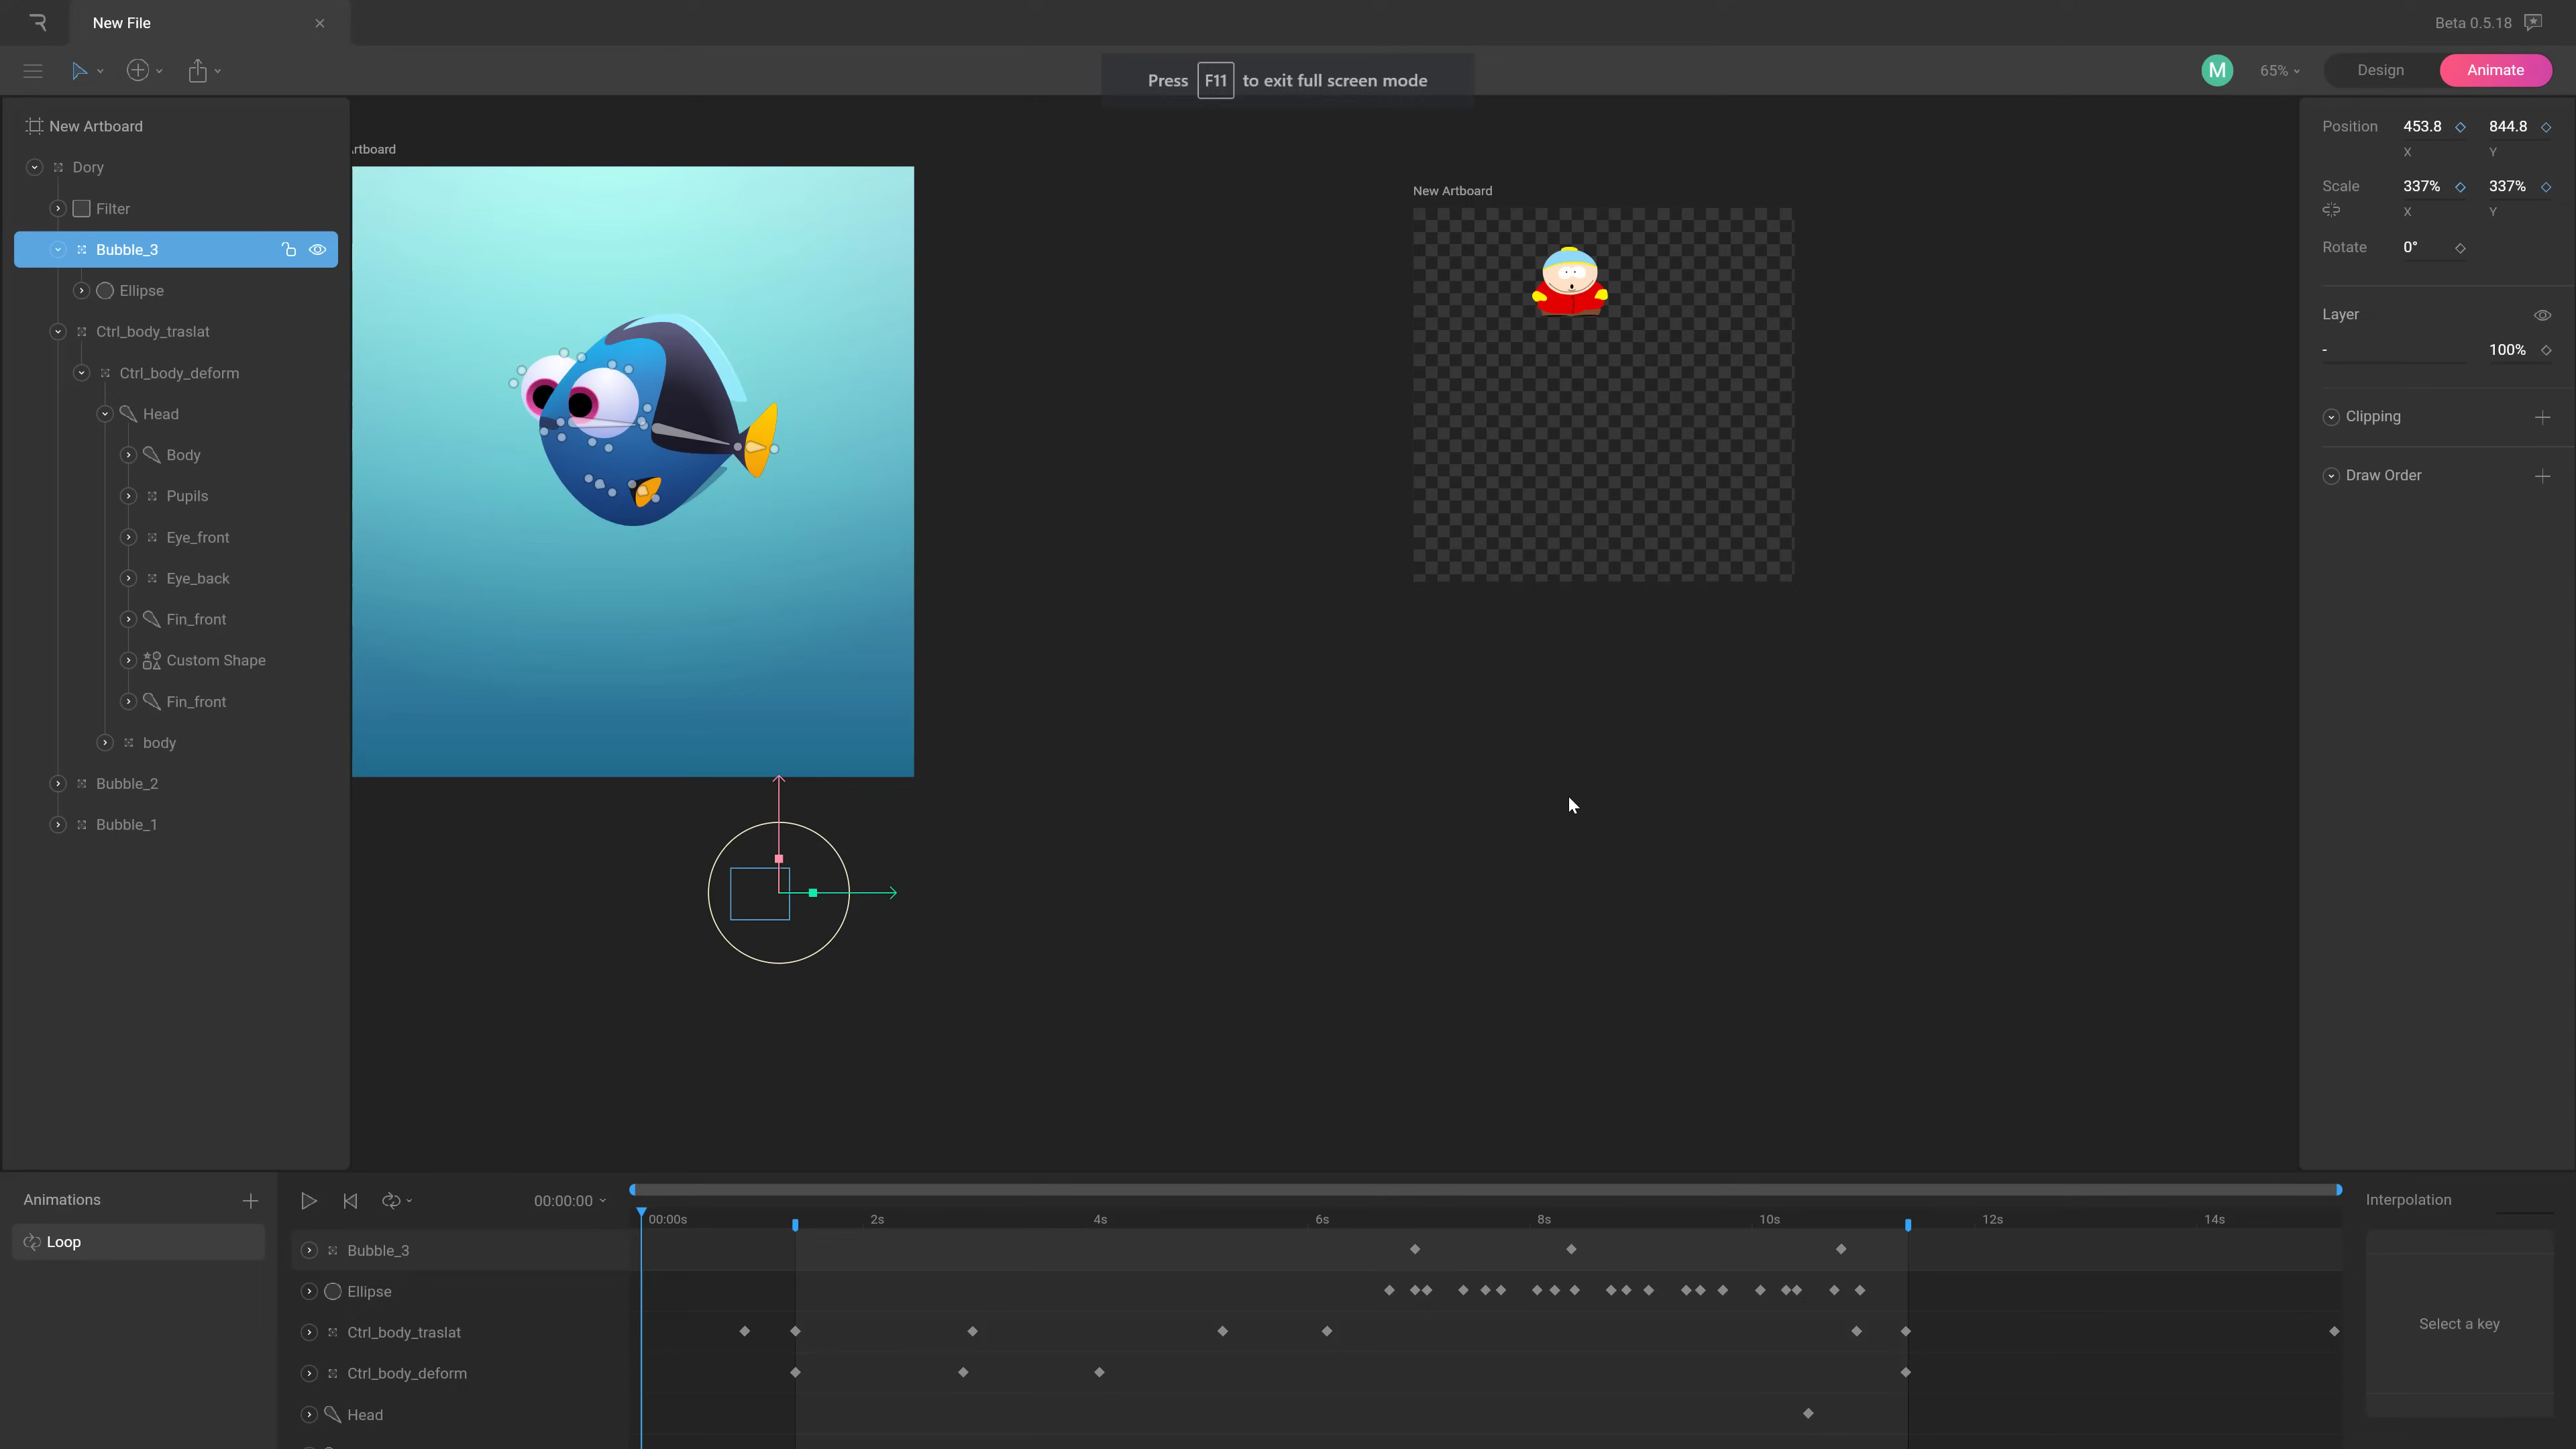 New File
Beta 0.5.18
Press F11 to exit full screen mode
M
65%
Design
Animate
New Artboard
Dory
Filter
Bubble_3
Ellipse
Ctrl_body_traslat
Ctrl_body_deform
Head
Body
Pupils
Eye_front
Eye_back
Fin_front
Custom Shape
Fin_front
body
Bubble_2
Bubble_1
rtboard
New Artboard
Position 453.8 844.8
X Y
Scale 337% 337%
X Y
Rotate 0°
Layer
- 100%
Clipping
Draw Order
Animations
Loop
00:00:00
00:00s 2s 4s 6s 8s 10s 12s 14s
Bubble_3
Ellipse
Ctrl_body_traslat
Ctrl_body_deform
Head
Interpolation
Select a key